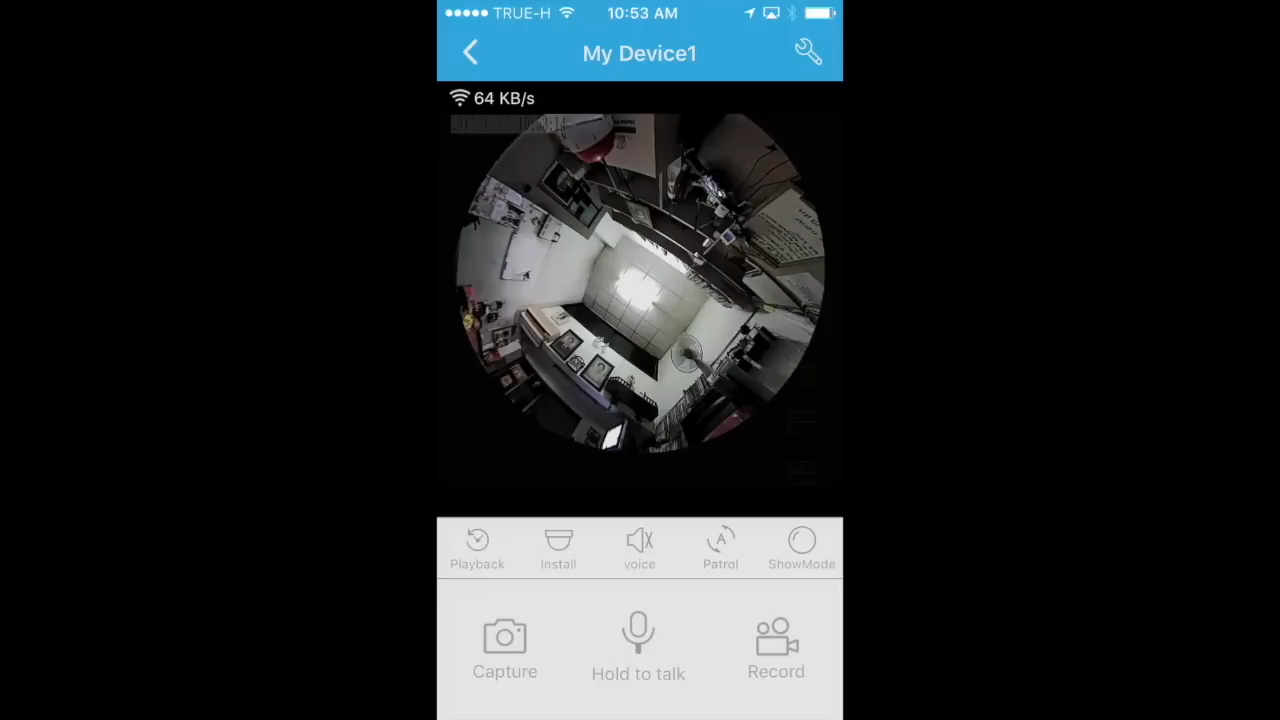 TRUE-H
10:53 AM
My Device1
64 KB/s
Playback
Install
voice
Patrol
ShowMode
Capture
Hold to talk
Record